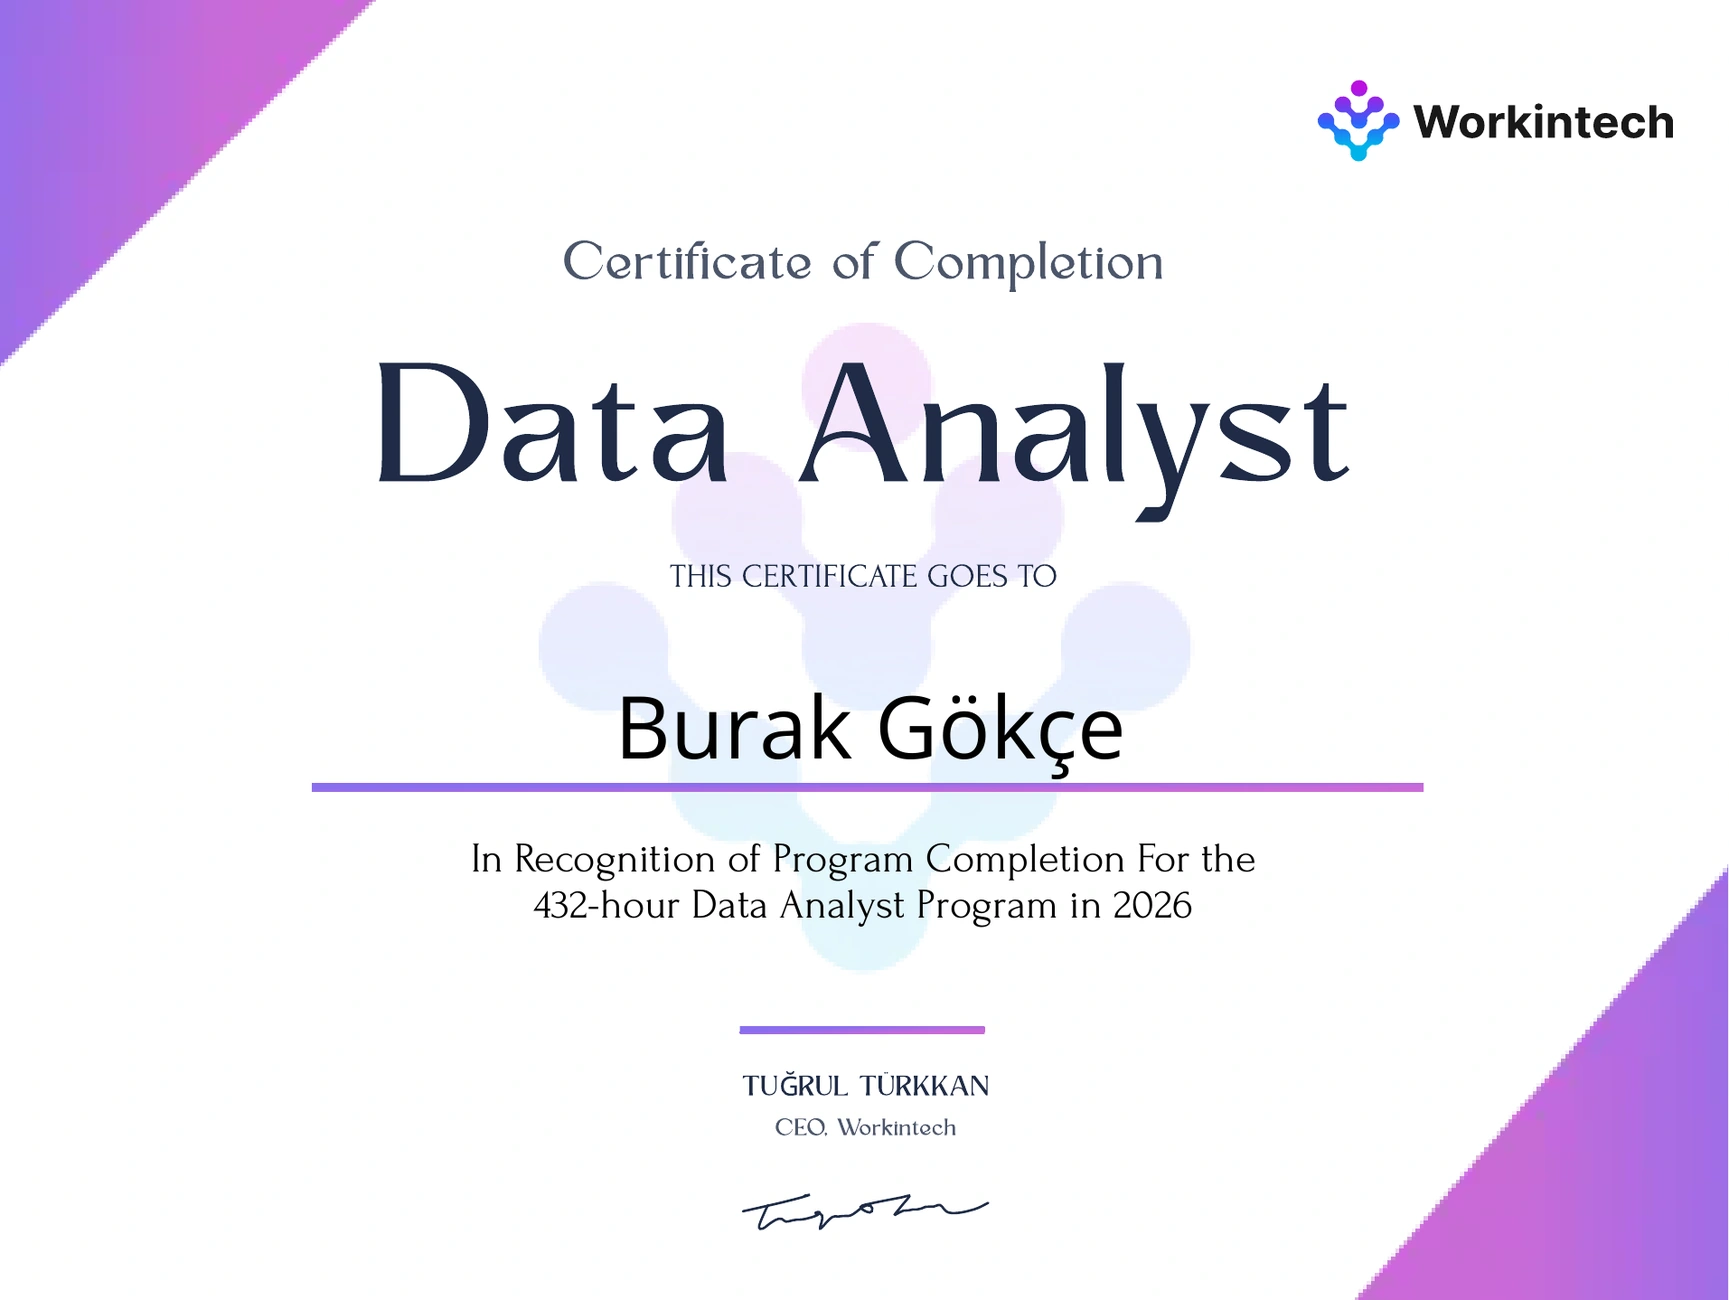 Workintech
Certificate of Completion
Data Analyst
THIS CERTIFICATE GOES TO
Burak Gökçe
In Recognition of Program Completion For the
432-hour Data Analyst Program in 2026
TUĞRUL TÜRKKAN
CEO, Workintech